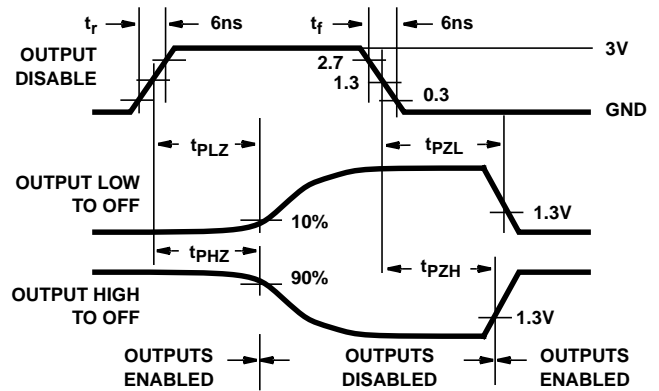 tr
6ns
tf
6ns
OUTPUT
DISABLE
3V
2.7
1.3
0.3
GND
tPLZ
tPZL
OUTPUT LOW
TO OFF
10%
1.3V
tPHZ
tPZH
90%
OUTPUT HIGH
TO OFF
1.3V
OUTPUTS
ENABLED
OUTPUTS
DISABLED
OUTPUTS
ENABLED